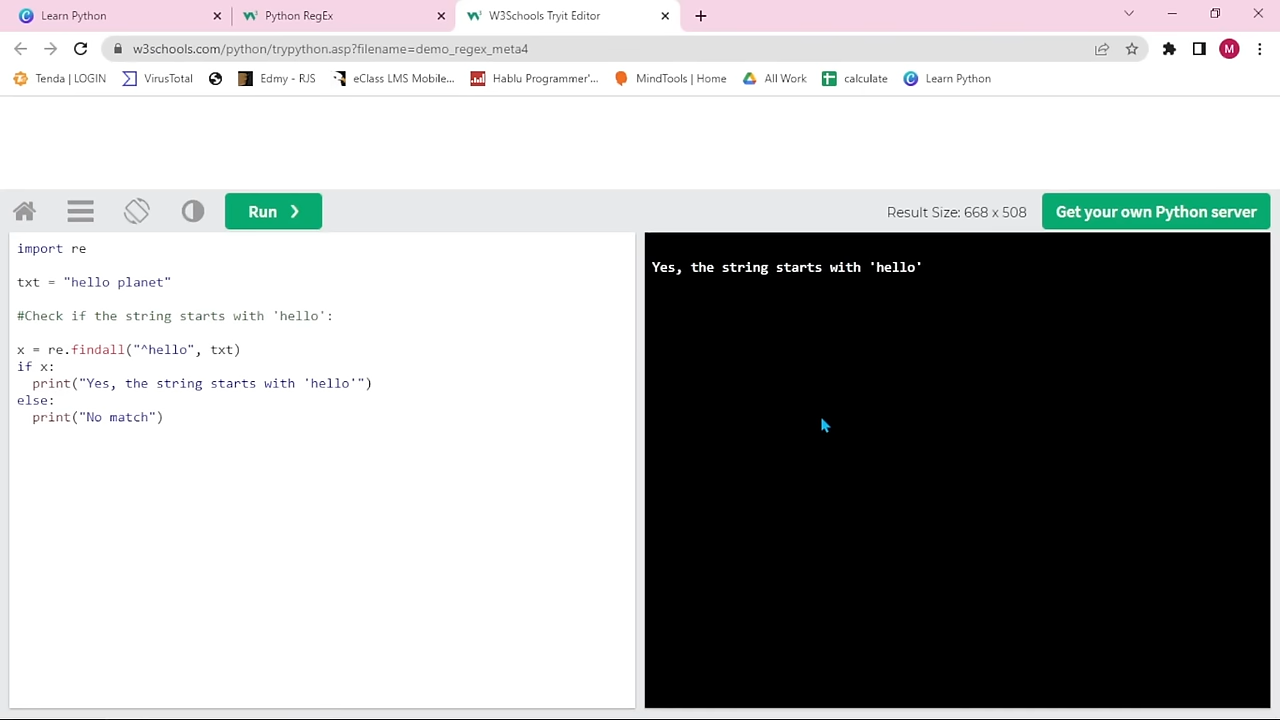 Learn Python
Python RegEx
W3Schools Tryit Editor
w3schools.com/python/trypython.asp?filename=demo_regex_meta4
M
Tenda | LOGIN
VirusTotal
Edmy - RJS
eClass LMS Mobile...
Hablu Programmer'...
MindTools | Home
All Work
calculate
Learn Python
Run
Result Size: 668 x 508
Get your own Python server
import re
txt = "hello planet"
#Check if the string starts with 'hello':
x = re.findall("^hello", txt)
if x:
print("Yes, the string starts with 'hello'")
else:
print("No match")
Yes, the string starts with 'hello'